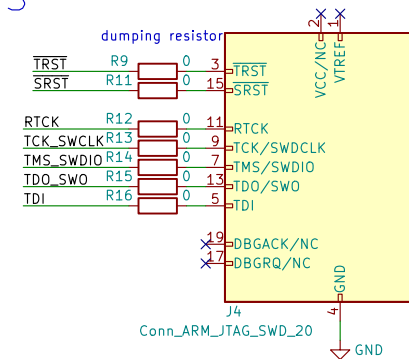 dumping resistor
2
1
VCC/NC
VTREF
TRST
R9
0
3
TRST
SRST
R11
0
15
SRST
RTCK
R12
0
11
RTCK
TCK_SWCLK
R13
0
9
TCK/SWDCLK
TMS_SWDIO
R14
0
7
TMS/SWDIO
TDO_SWO
R15
0
13
TDO/SWO
TDI
R16
0
5
TDI
19
DBGACK/NC
17
DBGRQ/NC
GND
4
J4
Conn_ARM_JTAG_SWD_20
GND